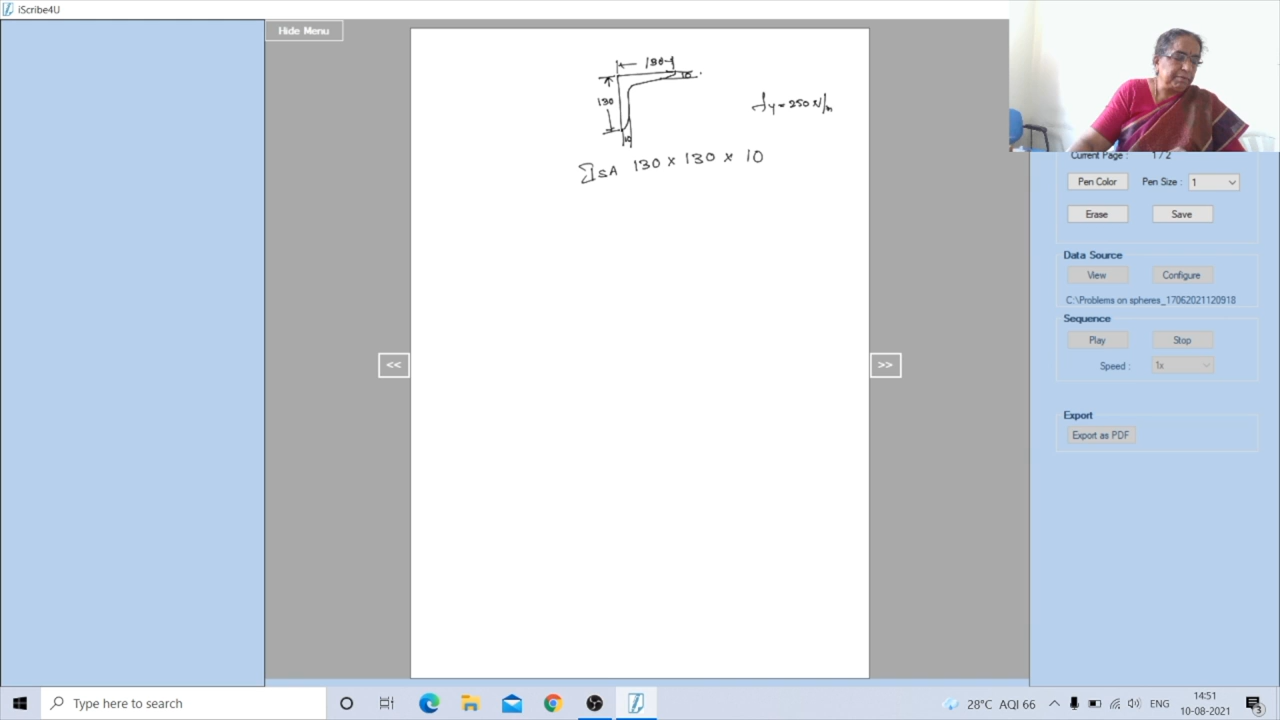 iScribe4U
Hide Menu
130
10
130
10
fy = 250 N/m
ISA 130 x 130 x 10
Current Page : 1 / 2
Pen Color Pen Size : 1
Erase Save
Data Source
View Configure
C:\Problems on spheres_17062021120918
Sequence
Play Stop
Speed : 1x
Export
Export as PDF
<< >>
Type here to search
28°C AQI 66 ENG 14:51
10-08-2021
3